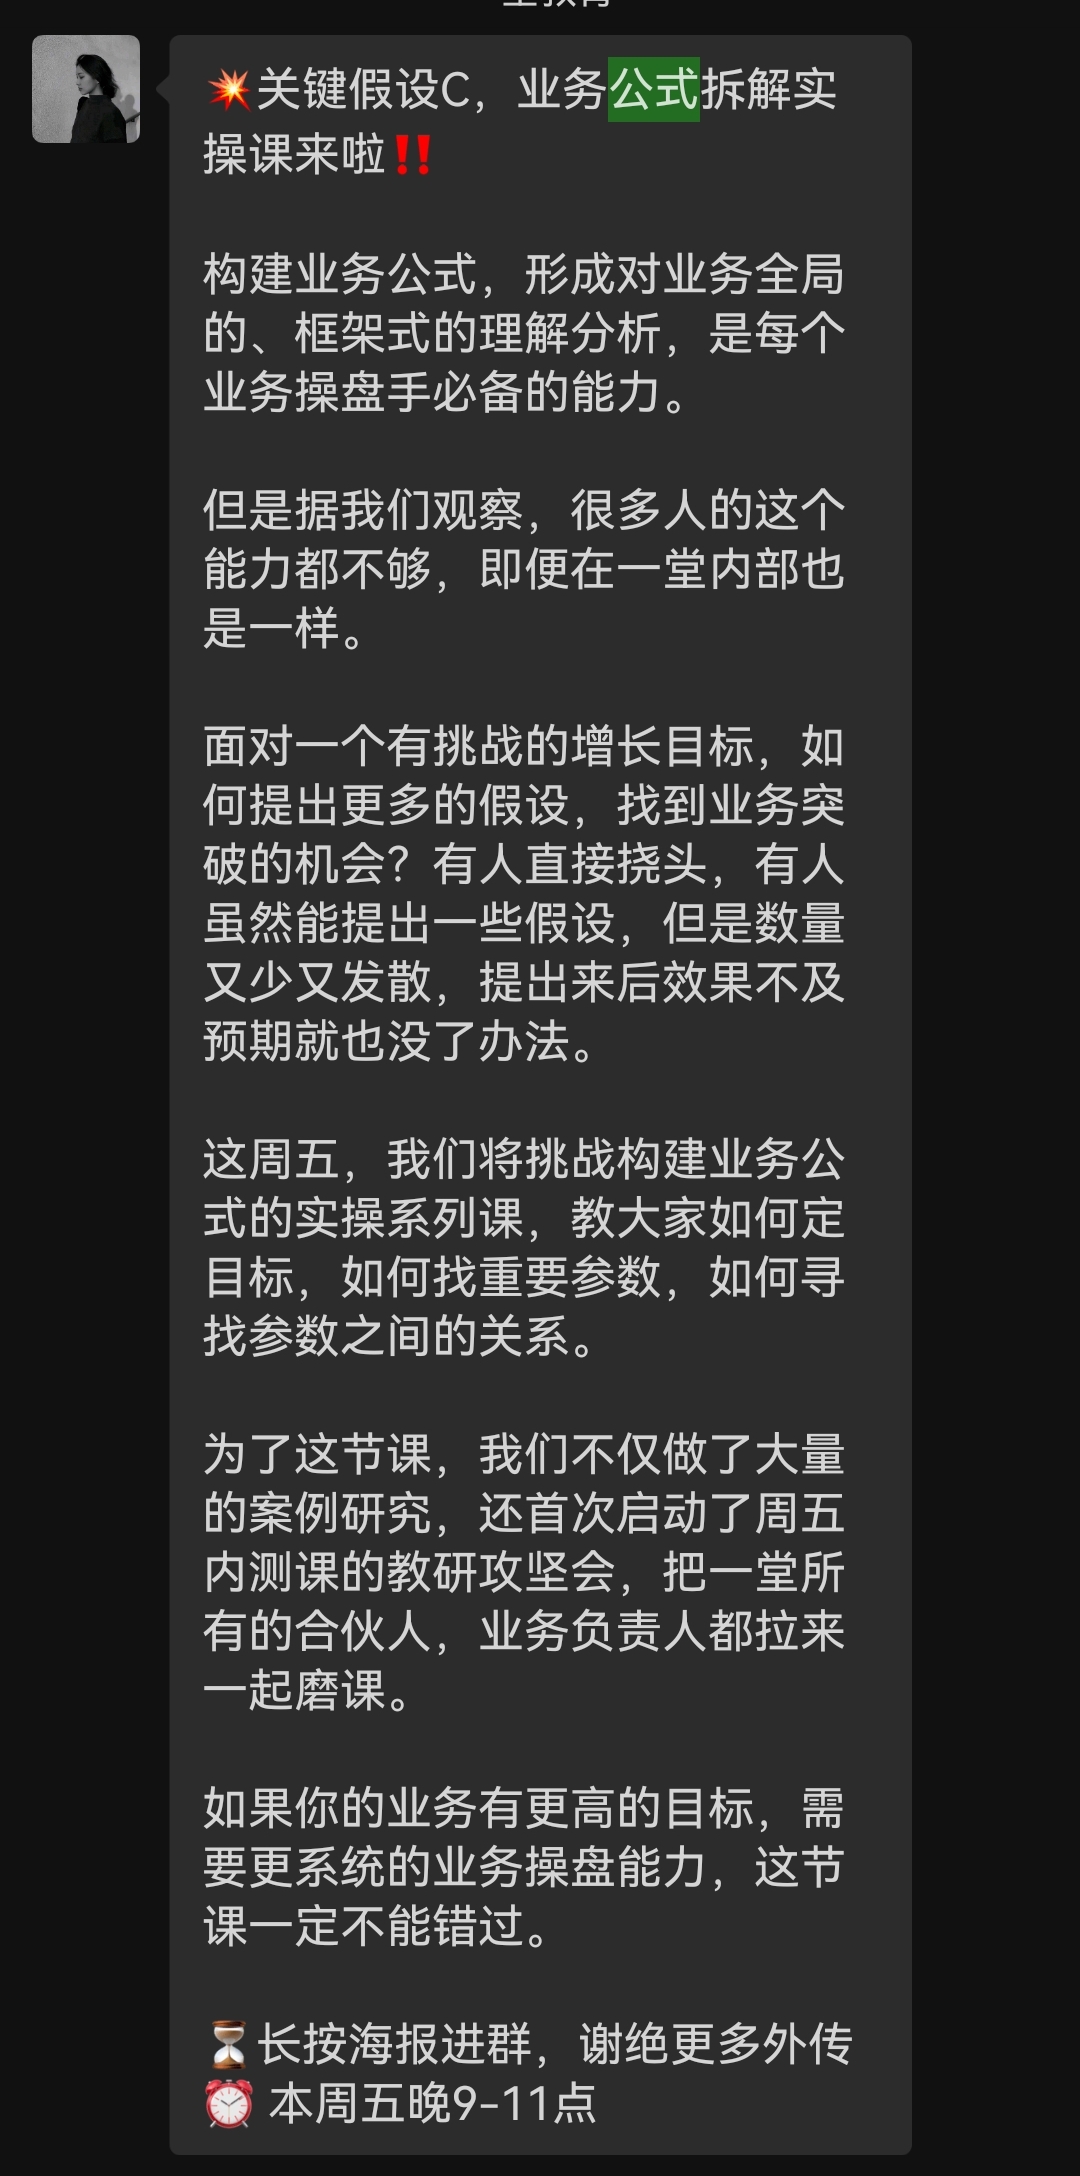 💥关键假设C，业务公式拆解实
操课来啦‼️
构建业务公式，形成对业务全局
的、框架式的理解分析，是每个
业务操盘手必备的能力。
但是据我们观察，很多人的这个
能力都不够，即便在一堂内部也
是一样。
面对一个有挑战的增长目标，如
何提出更多的假设，找到业务突
破的机会？有人直接挠头，有人
虽然能提出一些假设，但是数量
又少又发散，提出来后效果不及
预期就也没了办法。
这周五，我们将挑战构建业务公
式的实操系列课，教大家如何定
目标，如何找重要参数，如何寻
找参数之间的关系。
为了这节课，我们不仅做了大量
的案例研究，还首次启动了周五
内测课的教研攻坚会，把一堂所
有的合伙人，业务负责人都拉来
一起磨课。
如果你的业务有更高的目标，需
要更系统的业务操盘能力，这节
课一定不能错过。
⏳长按海报进群，谢绝更多外传
⏰ 本周五晚9-11点